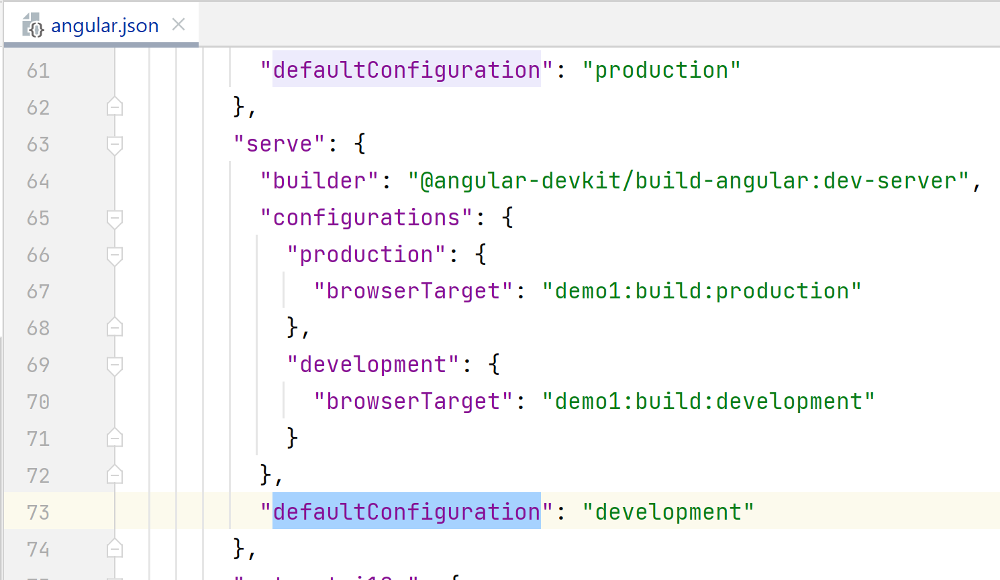 angular.json
61 "defaultConfiguration": "production"
62 },
63 "serve": {
64 "builder": "@angular-devkit/build-angular:dev-server",
65 "configurations": {
66 "production": {
67 "browserTarget": "demo1:build:production"
68 },
69 "development": {
70 "browserTarget": "demo1:build:development"
71 }
72 },
73 "defaultConfiguration": "development"
74 },